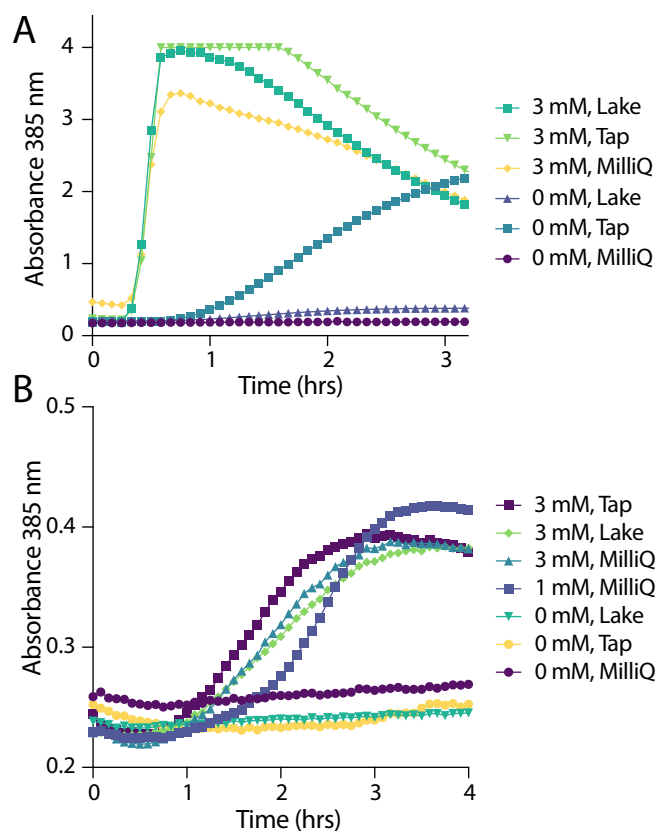 A
Absorbance 385 nm
4
3
2
1
0
0 1 2 3
Time (hrs)
3 mM, Lake
3 mM, Tap
3 mM, MilliQ
0 mM, Lake
0 mM, Tap
0 mM, MilliQ
B
Absorbance 385 nm
0.5
0.4
0.3
0.2
0 1 2 3 4
Time (hrs)
3 mM, Tap
3 mM, Lake
3 mM, MilliQ
1 mM, MilliQ
0 mM, Lake
0 mM, Tap
0 mM, MilliQ